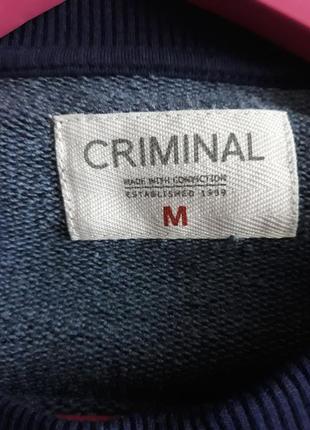 CRIMINAL
MADE WITH CONVICTION
ESTABLISHED 1999
M